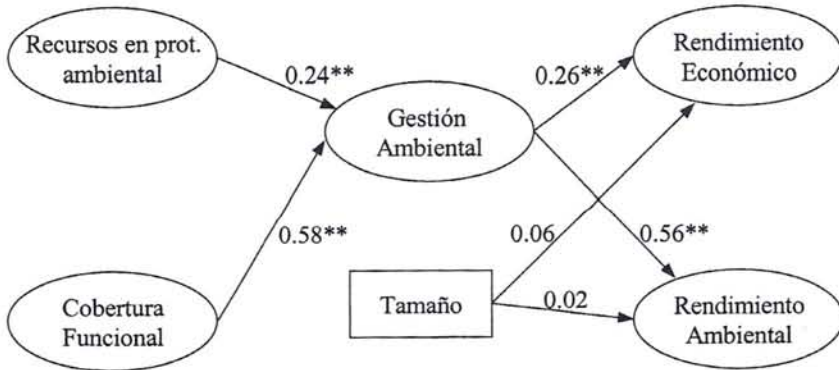 Recursos en prot.
ambiental
0.24**
Gestión
Ambiental
0.26**
Rendimiento
Económico
0.58**
Cobertura
Funcional
Tamaño
0.06
0.56**
0.02
Rendimiento
Ambiental